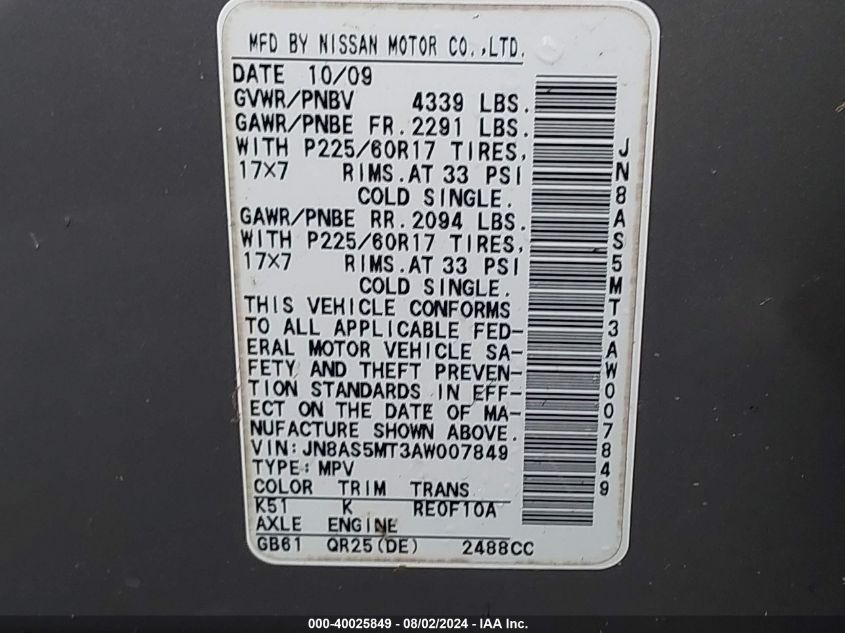 MFD BY NISSAN MOTOR CO.,LTD.
DATE 10/09
GVWR/PNBV 4339 LBS.
GAWR/PNBE FR. 2291 LBS.
WITH P225/60R17 TIRES,
17×7 RIMS.AT 33 PSI
COLD SINGLE.
GAWR/PNBE RR. 2094 LBS.
WITH P225/60R17 TIRES,
17×7 RIMS.AT 33 PSI
COLD SINGLE.
THIS VEHICLE CONFORMS
TO ALL APPLICABLE FED-
ERAL MOTOR VEHICLE SA-
FETY AND THEFT PREVEN-
TION STANDARDS IN EFF-
ECT ON THE DATE OF MA-
NUFACTURE SHOWN ABOVE.
VIN:JN8AS5MT3AW007849
TYPE:MPV
COLOR TRIM TRANS
K51 K RE0F10A
AXLE ENGINE
GB61 QR25(DE) 2488CC
JN8AS5MT3AW007849
000-40025849 - 08/02/2024 - IAA Inc.